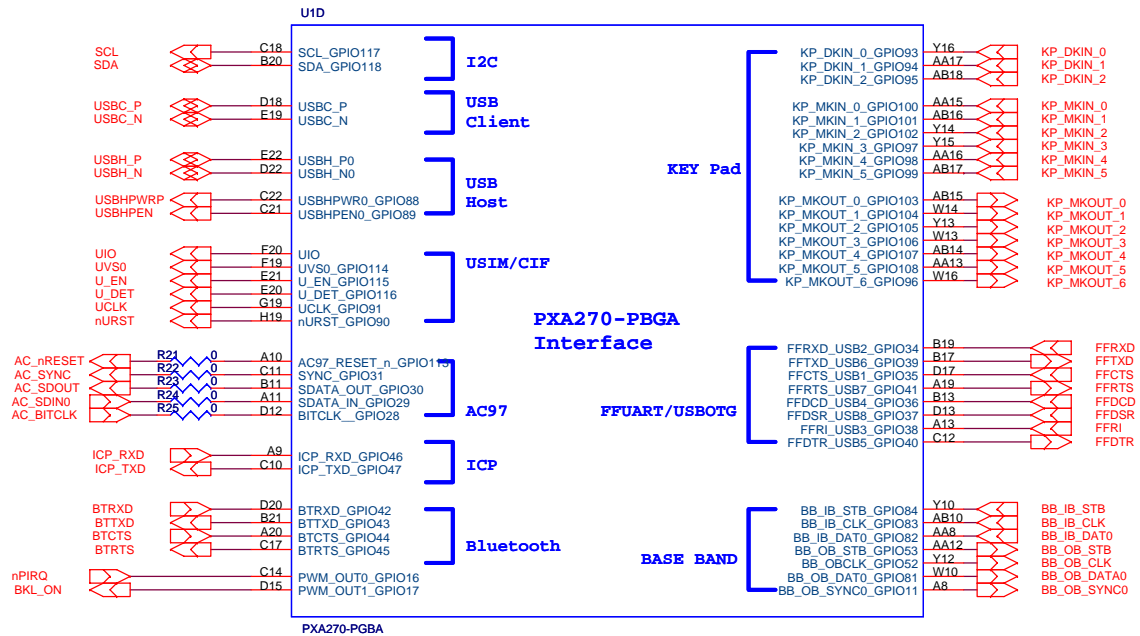 U1D
SCL C18 SCL_GPIO117
SDA B20 SDA_GPIO118
I2C
USBC_P D18 USBC_P
USBC_N E19 USBC_N
USB
Client
USBH_P E22 USBH_P0
USBH_N D22 USBH_N0
USBHPWRP C22 USBHPWR0_GPIO88
USBHPEN C21 USBHPEN0_GPIO89
USB
Host
UIO F20 UIO
UVS0 F19 UVS0_GPIO114
U_EN E21 U_EN_GPIO115
U_DET E20 U_DET_GPIO116
UCLK G19 UCLK_GPIO91
nURST H19 nURST_GPIO90
USIM/CIF
PXA270-PBGA
Interface
AC_nRESET R21 0 A10 AC97_RESET_n_GPIO113
AC_SYNC R22 0 C11 SYNC_GPIO31
AC_SDOUT R23 0 B11 SDATA_OUT_GPIO30
AC_SDIN0 R24 0 A11 SDATA_IN_GPIO29
AC_BITCLK R25 0 D12 BITCLK__GPIO28
AC97
ICP_RXD A9 ICP_RXD_GPIO46
ICP_TXD C10 ICP_TXD_GPIO47
ICP
BTRXD D20 BTRXD_GPIO42
BTTXD B21 BTTXD_GPIO43
BTCTS A20 BTCTS_GPIO44
BTRTS C17 BTRTS_GPIO45
Bluetooth
nPIRQ C14 PWM_OUT0_GPIO16
BKL_ON D15 PWM_OUT1_GPIO17
KP_DKIN_0_GPIO93 Y16 KP_DKIN_0
KP_DKIN_1_GPIO94 AA17 KP_DKIN_1
KP_DKIN_2_GPIO95 AB18 KP_DKIN_2
KP_MKIN_0_GPIO100 AA15 KP_MKIN_0
KP_MKIN_1_GPIO101 AB16 KP_MKIN_1
KP_MKIN_2_GPIO102 Y14 KP_MKIN_2
KP_MKIN_3_GPIO97 Y15 KP_MKIN_3
KP_MKIN_4_GPIO98 AA16 KP_MKIN_4
KP_MKIN_5_GPIO99 AB17 KP_MKIN_5
KEY Pad
KP_MKOUT_0_GPIO103 AB15 KP_MKOUT_0
KP_MKOUT_1_GPIO104 W14 KP_MKOUT_1
KP_MKOUT_2_GPIO105 Y13 KP_MKOUT_2
KP_MKOUT_3_GPIO106 W13 KP_MKOUT_3
KP_MKOUT_4_GPIO107 AB14 KP_MKOUT_4
KP_MKOUT_5_GPIO108 AA13 KP_MKOUT_5
KP_MKOUT_6_GPIO96 W16 KP_MKOUT_6
FFRXD_USB2_GPIO34 B19 FFRXD
FFTXD_USB6_GPIO39 B17 FFTXD
FFCTS_USB1_GPIO35 D17 FFCTS
FFRTS_USB7_GPIO41 A19 FFRTS
FFDCD_USB4_GPIO36 B13 FFDCD
FFDSR_USB8_GPIO37 D13 FFDSR
FFRI_USB3_GPIO38 A13 FFRI
FFDTR_USB5_GPIO40 C12 FFDTR
FFUART/USBOTG
BB_IB_STB_GPIO84 Y10 BB_IB_STB
BB_IB_CLK_GPIO83 AB10 BB_IB_CLK
BB_IB_DAT0_GPIO82 AA8 BB_IB_DAT0
BB_OB_STB_GPIO53 AA12 BB_OB_STB
BB_OBCLK_GPIO52 Y12 BB_OB_CLK
BB_OB_DAT0_GPIO81 W10 BB_OB_DATA0
BB_OB_SYNC0_GPIO11 A8 BB_OB_SYNC0
BASE BAND
PXA270-PGBA